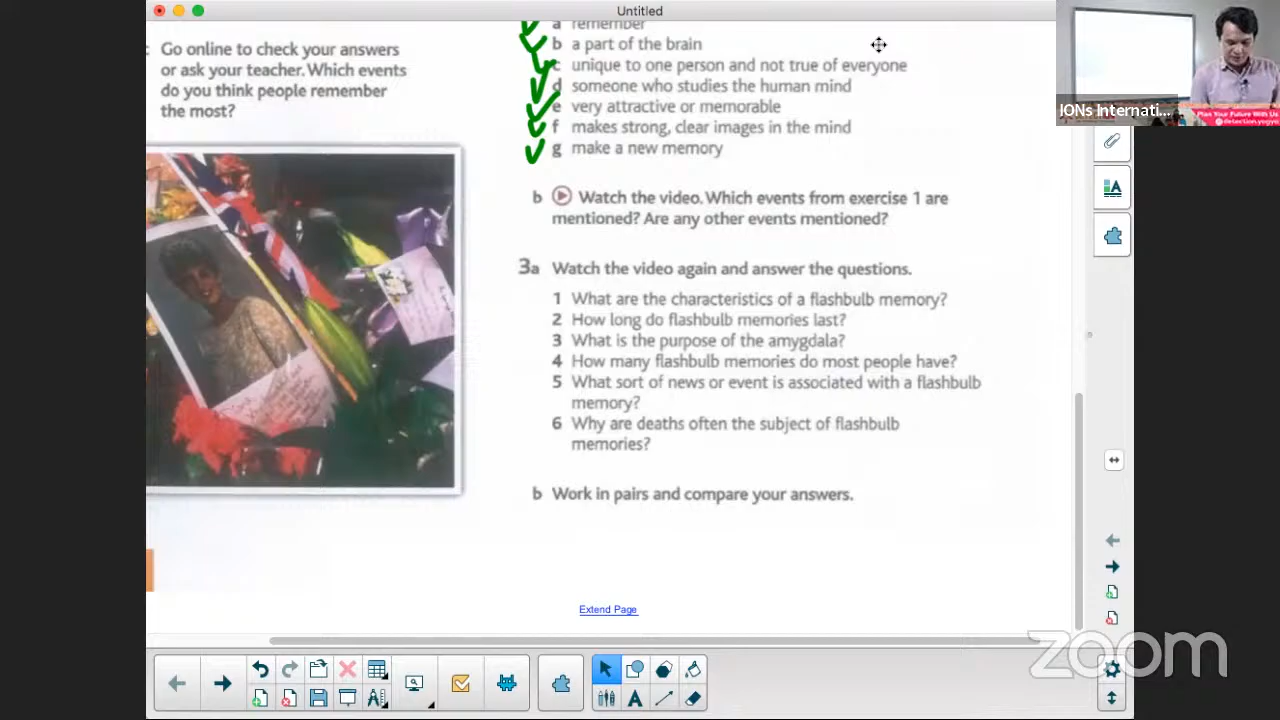 Untitled
Go online to check your answers
or ask your teacher. Which events
do you think people remember
the most?
a remember
b a part of the brain
c unique to one person and not true of everyone
d someone who studies the human mind
e very attractive or memorable
f makes strong, clear images in the mind
g make a new memory
b Watch the video. Which events from exercise 1 are
mentioned? Are any other events mentioned?
3a Watch the video again and answer the questions.
1 What are the characteristics of a flashbulb memory?
2 How long do flashbulb memories last?
3 What is the purpose of the amygdala?
4 How many flashbulb memories do most people have?
5 What sort of news or event is associated with a flashbulb
memory?
6 Why are deaths often the subject of flashbulb
memories?
b Work in pairs and compare your answers.
Extend Page
IONs Internati...
Plan Your Future With Us
zoom